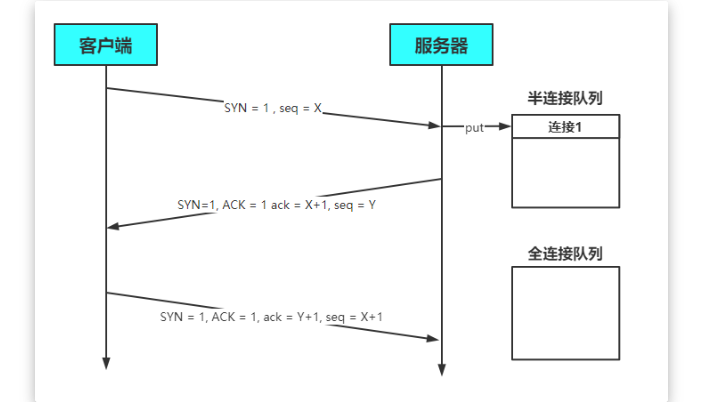 客户端
服务器
半连接队列
SYN = 1 , seq = X
put
连接1
SYN=1, ACK = 1 ack = X+1, seq = Y
全连接队列
SYN = 1, ACK = 1, ack = Y+1, seq = X+1